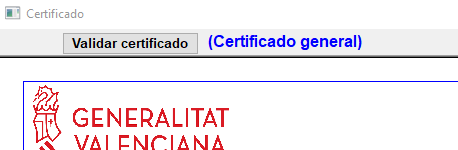 Certificado
Validar certificado (Certificado general)
GENERALITAT
VALENCIANA